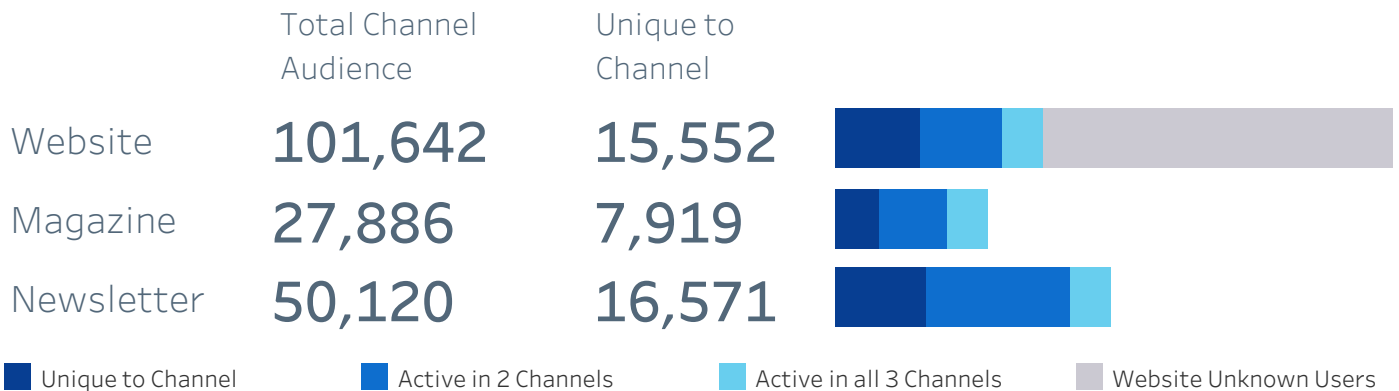 Total Channel
Audience
Unique to
Channel
Website 101,642 15,552
Magazine 27,886 7,919
Newsletter 50,120 16,571
Unique to Channel Active in 2 Channels Active in all 3 Channels Website Unknown Users